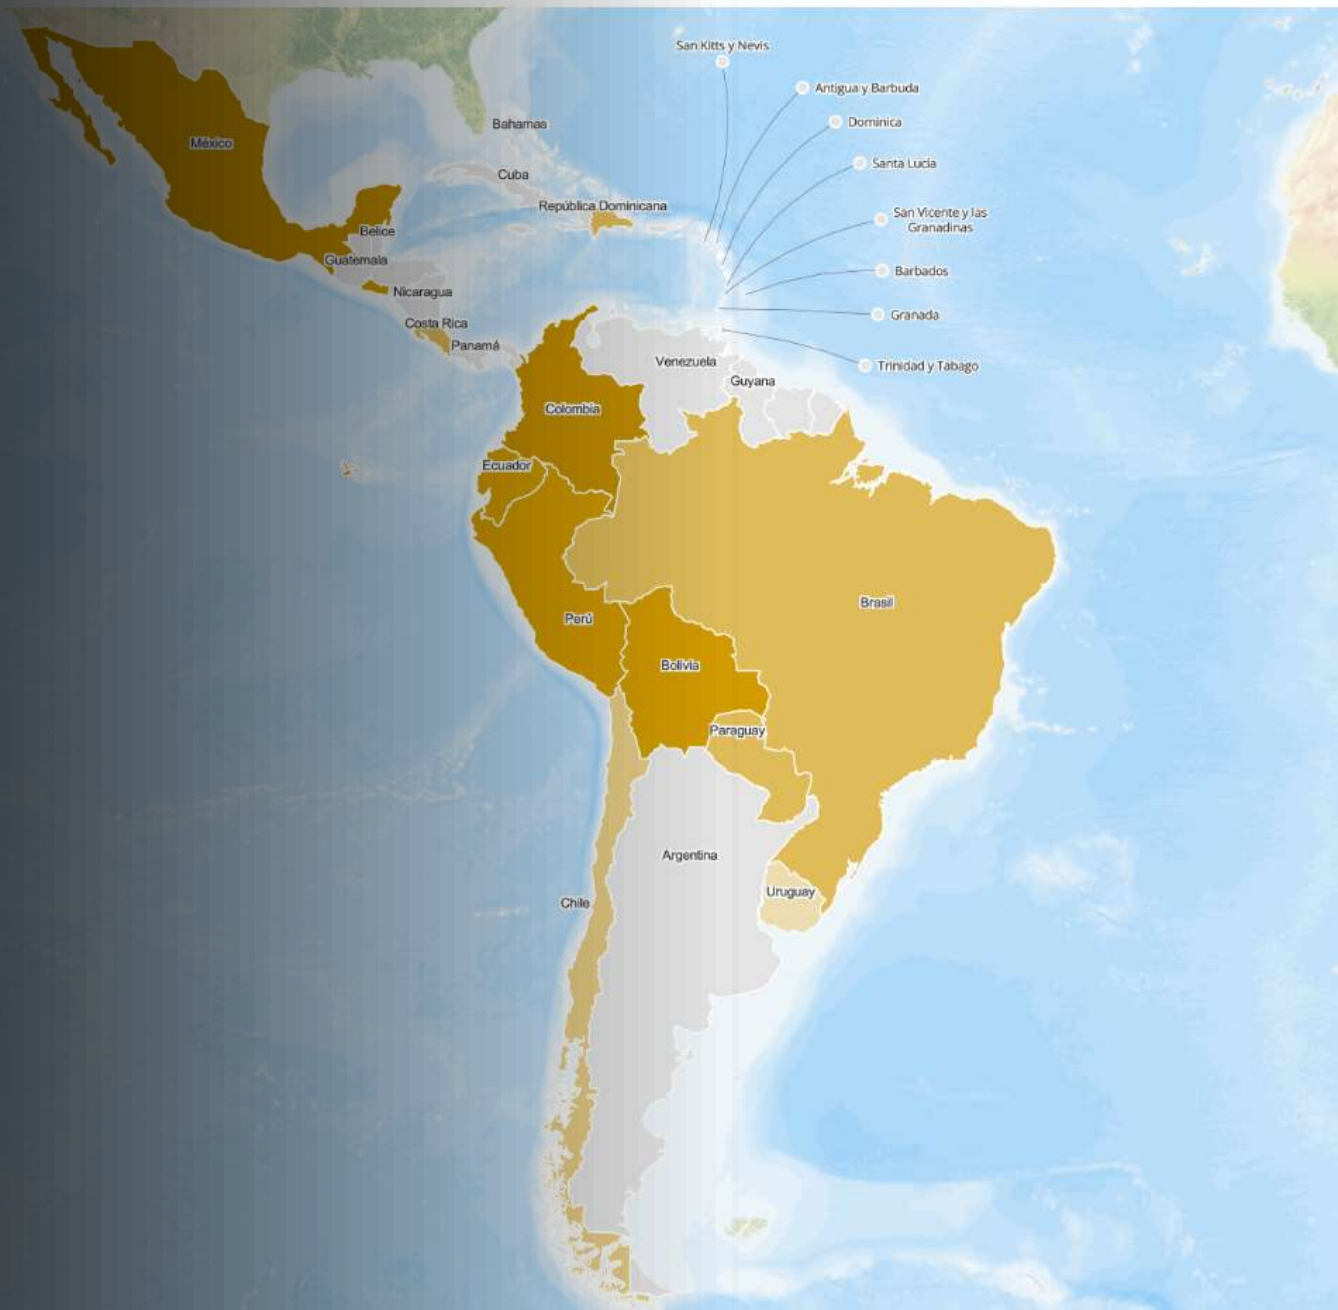 San Kitts y Nevis
Antigua y Barbuda
Bahamas
Dominica
México
Santa Lucía
Cuba
República Dominicana
San Vicente y las
Granadinas
Belice
Guatemala
Barbados
Nicaragua
Granada
Costa Rica
Panamá
Venezuela
Trinidad y Tabago
Guyana
Colombia
Ecuador
Brasil
Perú
Bolivia
Paraguay
Argentina
Uruguay
Chile